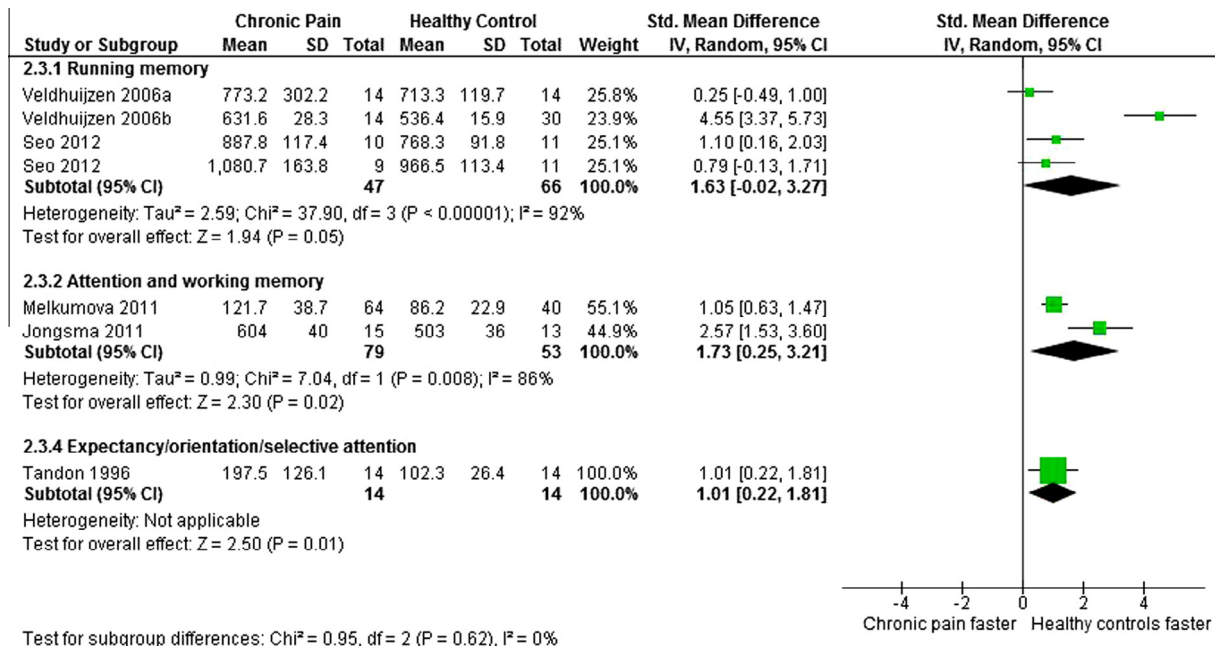 Chronic Pain Healthy Control Std. Mean Difference Std. Mean Difference
Study or Subgroup Mean SD Total Mean SD Total Weight IV, Random, 95% CI IV, Random, 95% CI
2.3.1 Running memory
Veldhuijzen 2006a 773.2 302.2 14 713.3 119.7 14 25.8% 0.25 [-0.49, 1.00]
Veldhuijzen 2006b 631.6 28.3 14 536.4 15.9 30 23.9% 4.55 [3.37, 5.73]
Seo 2012 887.8 117.4 10 768.3 91.8 11 25.1% 1.10 [0.16, 2.03]
Seo 2012 1,080.7 163.8 9 966.5 113.4 11 25.1% 0.79 [-0.13, 1.71]
Subtotal (95% CI) 47 66 100.0% 1.63 [-0.02, 3.27]
Heterogeneity: Tau² = 2.59; Chi² = 37.90, df = 3 (P < 0.00001); I² = 92%
Test for overall effect: Z = 1.94 (P = 0.05)
2.3.2 Attention and working memory
Melkumova 2011 121.7 38.7 64 86.2 22.9 40 55.1% 1.05 [0.63, 1.47]
Jongsma 2011 604 40 15 503 36 13 44.9% 2.57 [1.53, 3.60]
Subtotal (95% CI) 79 53 100.0% 1.73 [0.25, 3.21]
Heterogeneity: Tau² = 0.99; Chi² = 7.04, df = 1 (P = 0.008); I² = 86%
Test for overall effect: Z = 2.30 (P = 0.02)
2.3.4 Expectancy/orientation/selective attention
Tandon 1996 197.5 126.1 14 102.3 26.4 14 100.0% 1.01 [0.22, 1.81]
Subtotal (95% CI) 14 14 100.0% 1.01 [0.22, 1.81]
Heterogeneity: Not applicable
Test for overall effect: Z = 2.50 (P = 0.01)
-4 -2 0 2 4
Chronic pain faster Healthy controls faster
Test for subgroup differences: Chi² = 0.95, df = 2 (P = 0.62), I² = 0%